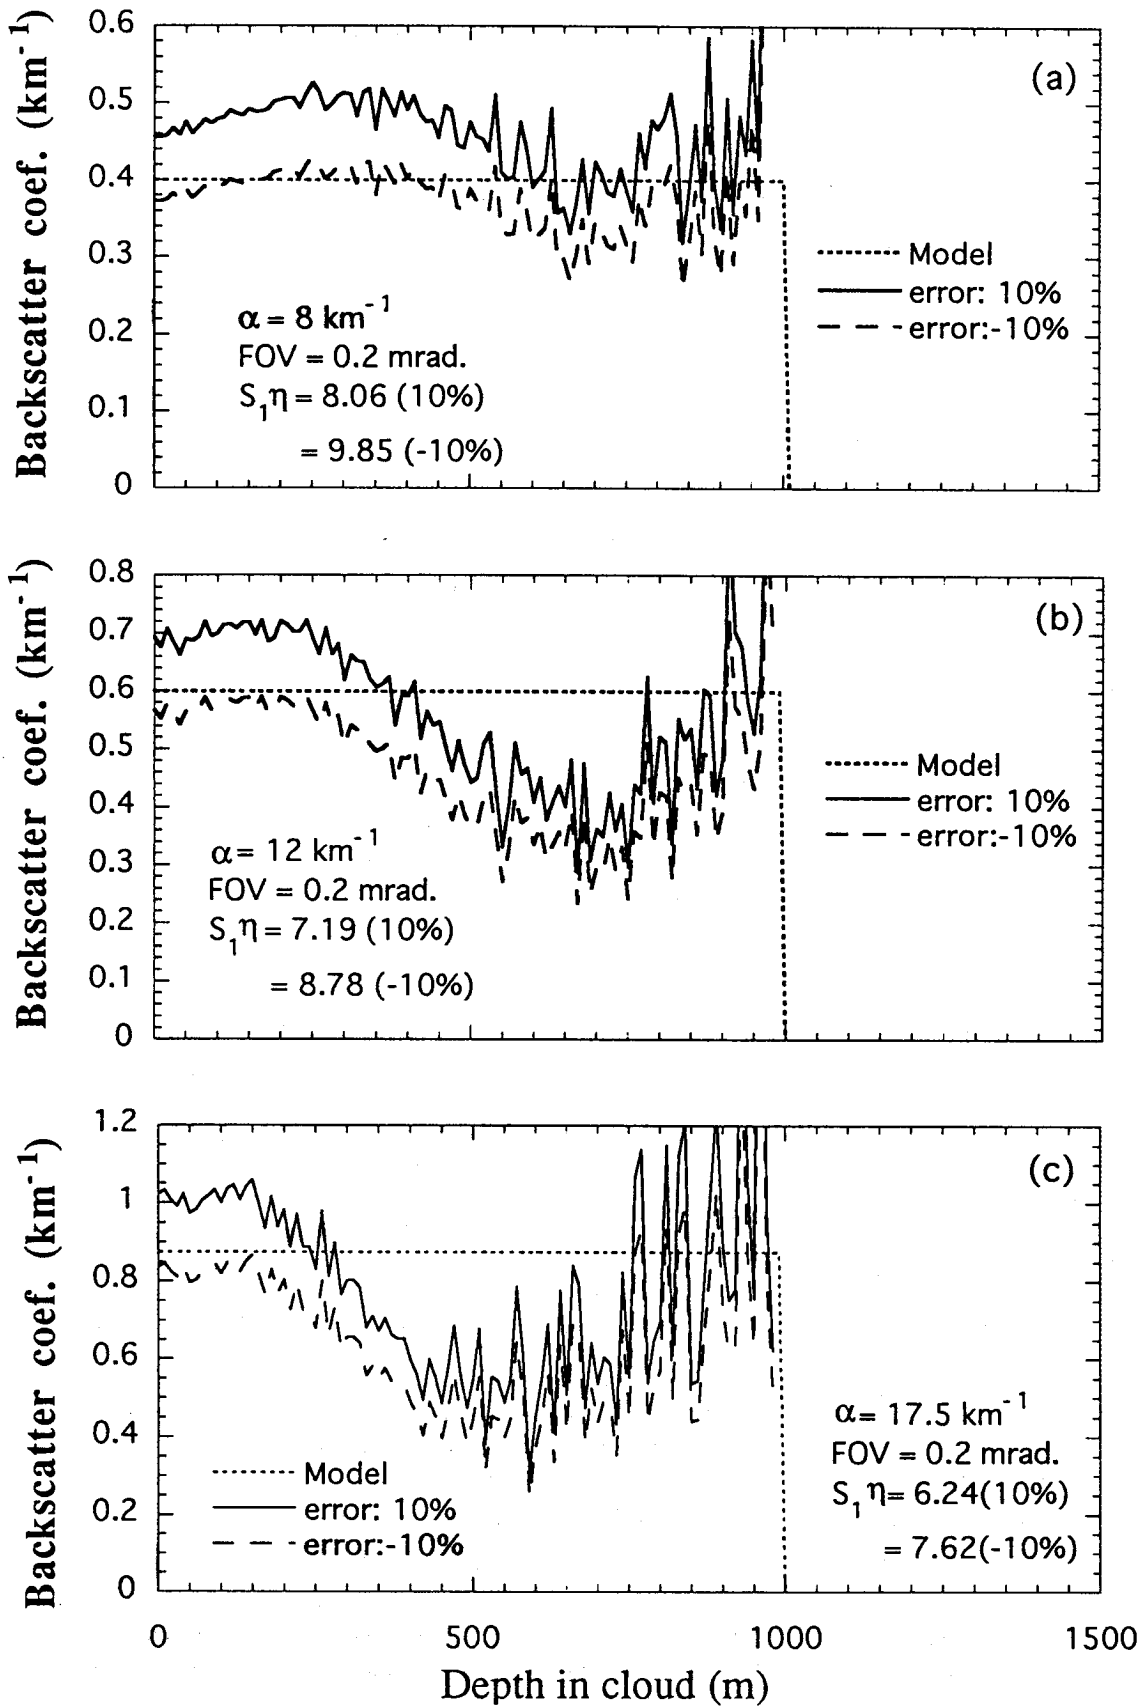 Backscatter coef. (km⁻¹)
0.6
0.5
0.4
0.3
0.2
0.1
0
(a)
Model
error: 10%
error:-10%
α = 8 km⁻¹
FOV = 0.2 mrad.
S₁η = 8.06 (10%)
= 9.85 (-10%)
Backscatter coef. (km⁻¹)
0.8
0.7
0.6
0.5
0.4
0.3
0.2
0.1
0
(b)
Model
error: 10%
error:-10%
α = 12 km⁻¹
FOV = 0.2 mrad.
S₁η = 7.19 (10%)
= 8.78 (-10%)
Backscatter coef. (km⁻¹)
1.2
1
0.8
0.6
0.4
0.2
0
(c)
α= 17.5 km⁻¹
FOV = 0.2 mrad.
S₁η= 6.24(10%)
= 7.62(-10%)
Model
error: 10%
error:-10%
0 500 1000 1500
Depth in cloud (m)